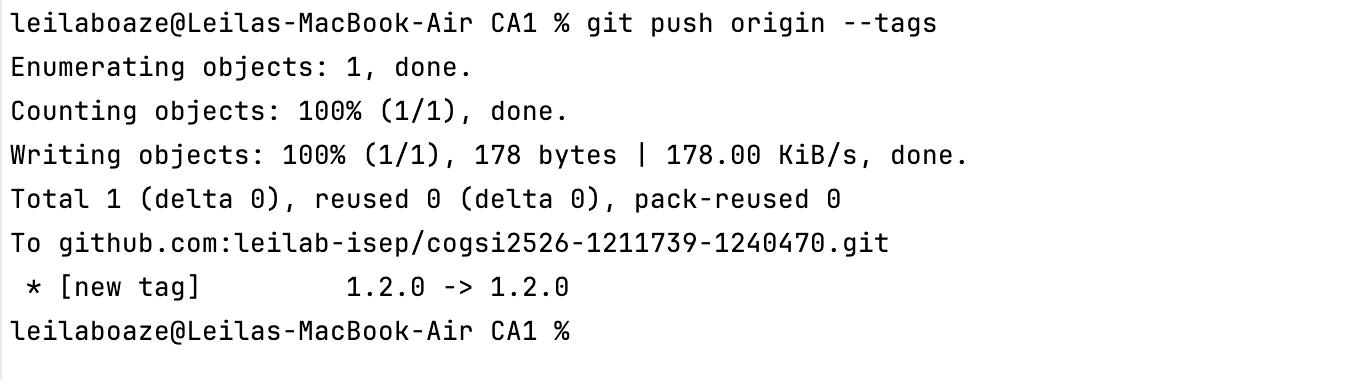 leilaboaze@Leilas-MacBook-Air CA1 % git push origin --tags
Enumerating objects: 1, done.
Counting objects: 100% (1/1), done.
Writing objects: 100% (1/1), 178 bytes | 178.00 KiB/s, done.
Total 1 (delta 0), reused 0 (delta 0), pack-reused 0
To github.com:leilab-isep/cogsi2526-1211739-1240470.git
 * [new tag]         1.2.0 -> 1.2.0
leilaboaze@Leilas-MacBook-Air CA1 %